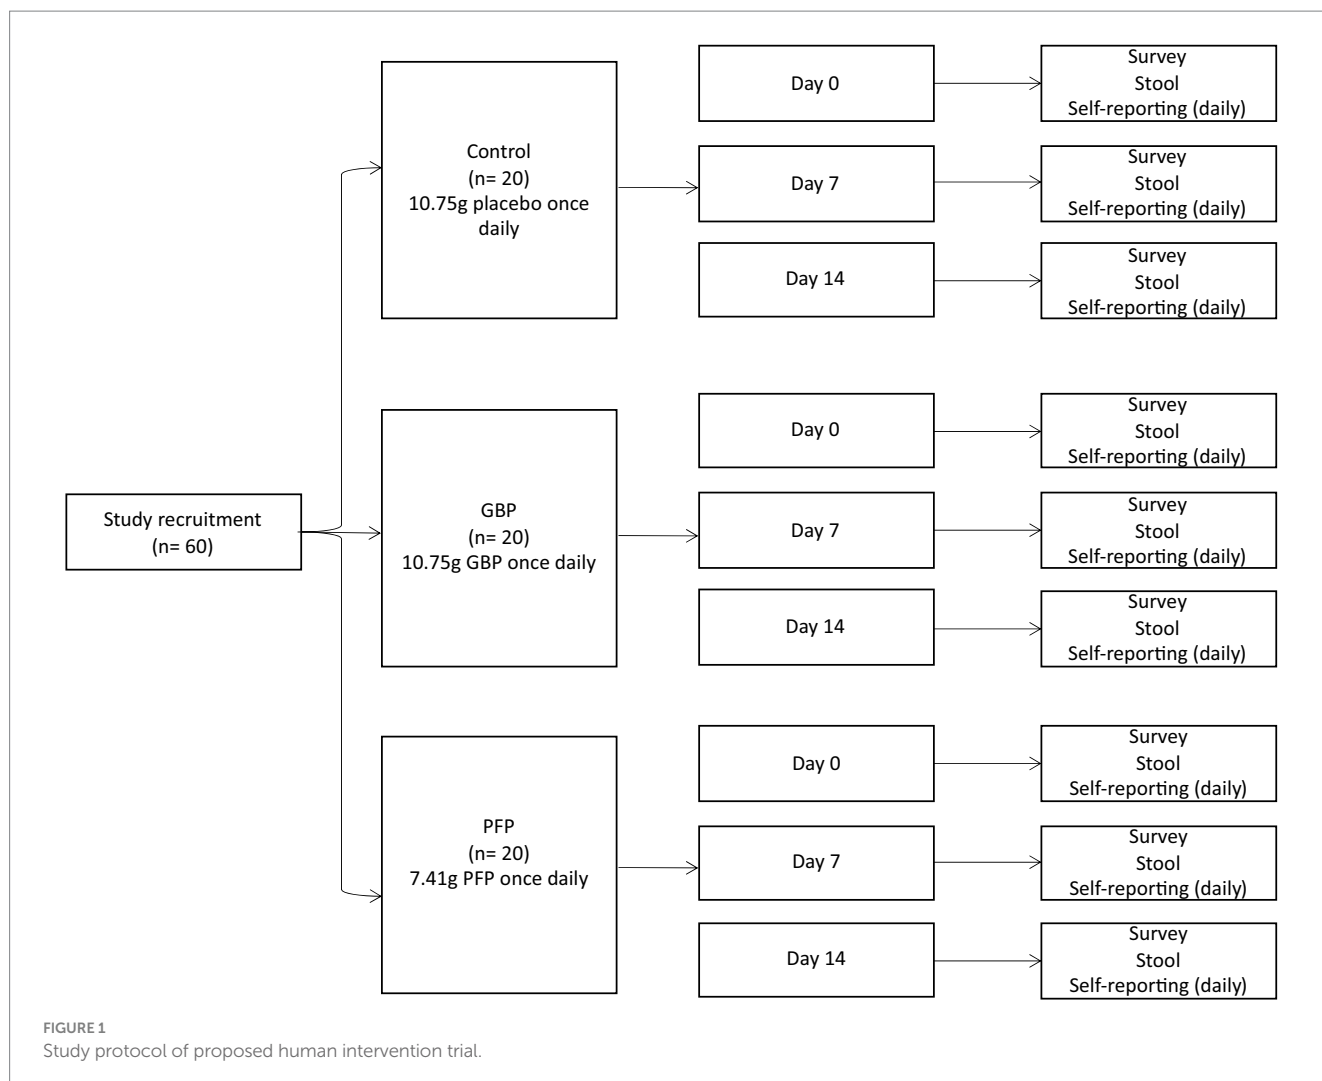 Study recruitment
(n= 60)
Control
(n= 20)
10.75g placebo once
daily
Day 0
Survey
Stool
Self-reporting (daily)
Day 7
Survey
Stool
Self-reporting (daily)
Day 14
Survey
Stool
Self-reporting (daily)
GBP
(n= 20)
10.75g GBP once daily
Day 0
Survey
Stool
Self-reporting (daily)
Day 7
Survey
Stool
Self-reporting (daily)
Day 14
Survey
Stool
Self-reporting (daily)
PFP
(n= 20)
7.41g PFP once daily
Day 0
Survey
Stool
Self-reporting (daily)
Day 7
Survey
Stool
Self-reporting (daily)
Day 14
Survey
Stool
Self-reporting (daily)
FIGURE 1
Study protocol of proposed human intervention trial.